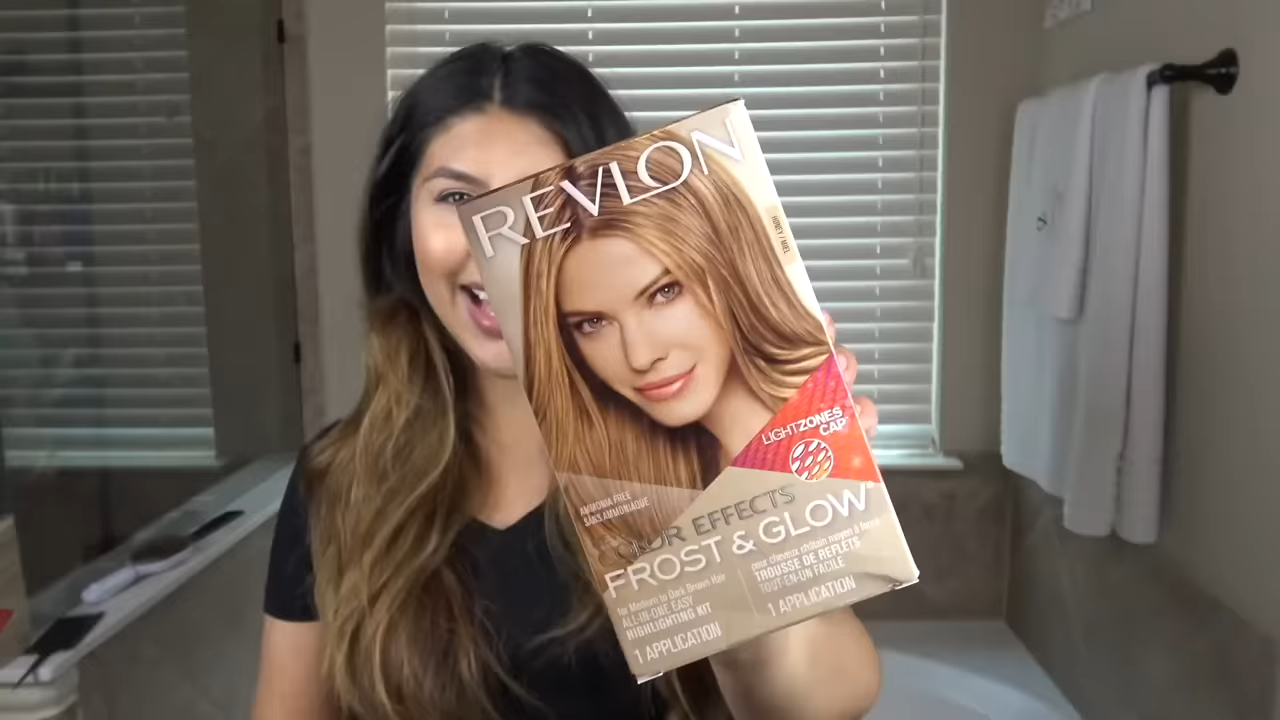 REVLON
HONEY / MIEL
LIGHTZONES
CAP
AMMONIA FREE
SANS AMMONIAQUE
COLOR EFFECTS
FROST & GLOW®
for Medium to Dark Brown Hair
ALL-IN-ONE EASY
HIGHLIGHTING KIT
1 APPLICATION
pour cheveux châtain moyen à foncé
TROUSSE DE REFLETS
TOUT-EN-UN FACILE
1 APPLICATION